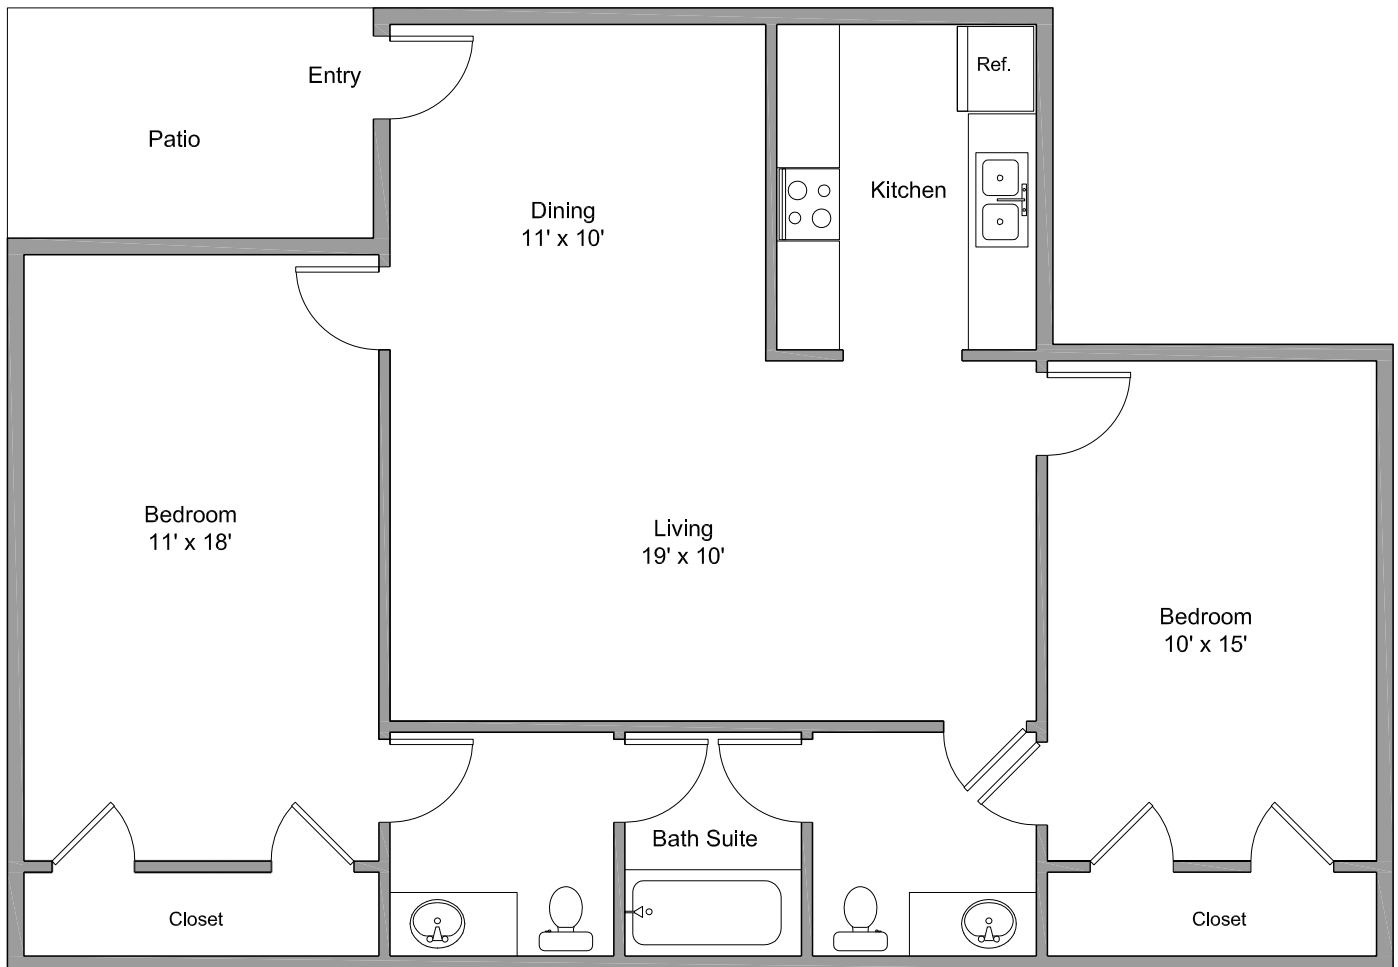 Entry
Ref.
Patio
Kitchen
Dining
11' x 10'
Bedroom
11' x 18'
Living
19' x 10'
Bedroom
10' x 15'
Bath Suite
Closet
Closet